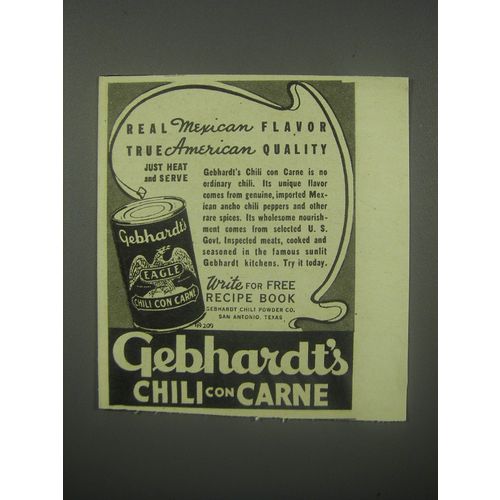 REAL Mexican FLAVOR
TRUE American QUALITY
JUST HEAT
and SERVE
Gebhardt's Chili con Carne is no
ordinary chili. Its unique flavor
comes from genuine, imported Mex-
ican ancho chili peppers and other
rare spices. Its wholesome nourish-
ment comes from selected U. S.
Govt. Inspected meats, cooked and
seasoned in the famous sunlit
Gebhardt kitchens. Try it today.
Gebhardt's
EAGLE
CHILI CON CARNE
Write FOR FREE
RECIPE BOOK
GEBHARDT CHILI POWDER CO.
SAN ANTONIO, TEXAS
Gebhardt's
CHILI CON CARNE